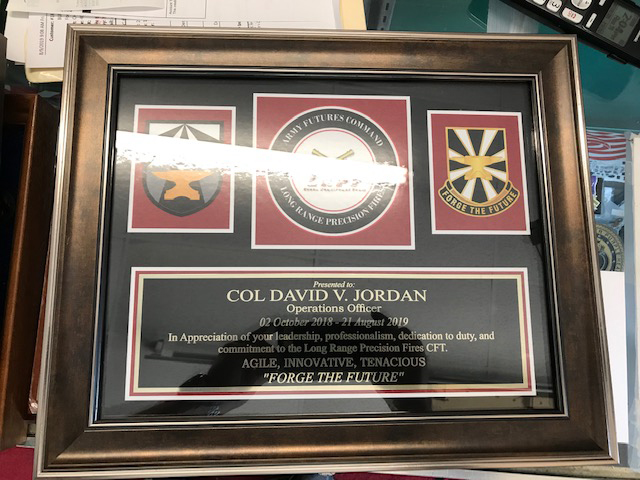 ARMY FUTURES COMMAND
LONG RANGE PRECISION FIRES
FORGE THE FUTURE
Presented to:
COL DAVID V. JORDAN
Operations Officer
02 October 2018 - 21 August 2019
In Appreciation of your leadership, professionalism, dedication to duty, and
commitment to the Long Range Precision Fires CFT.
AGILE, INNOVATIVE, TENACIOUS
"FORGE THE FUTURE"